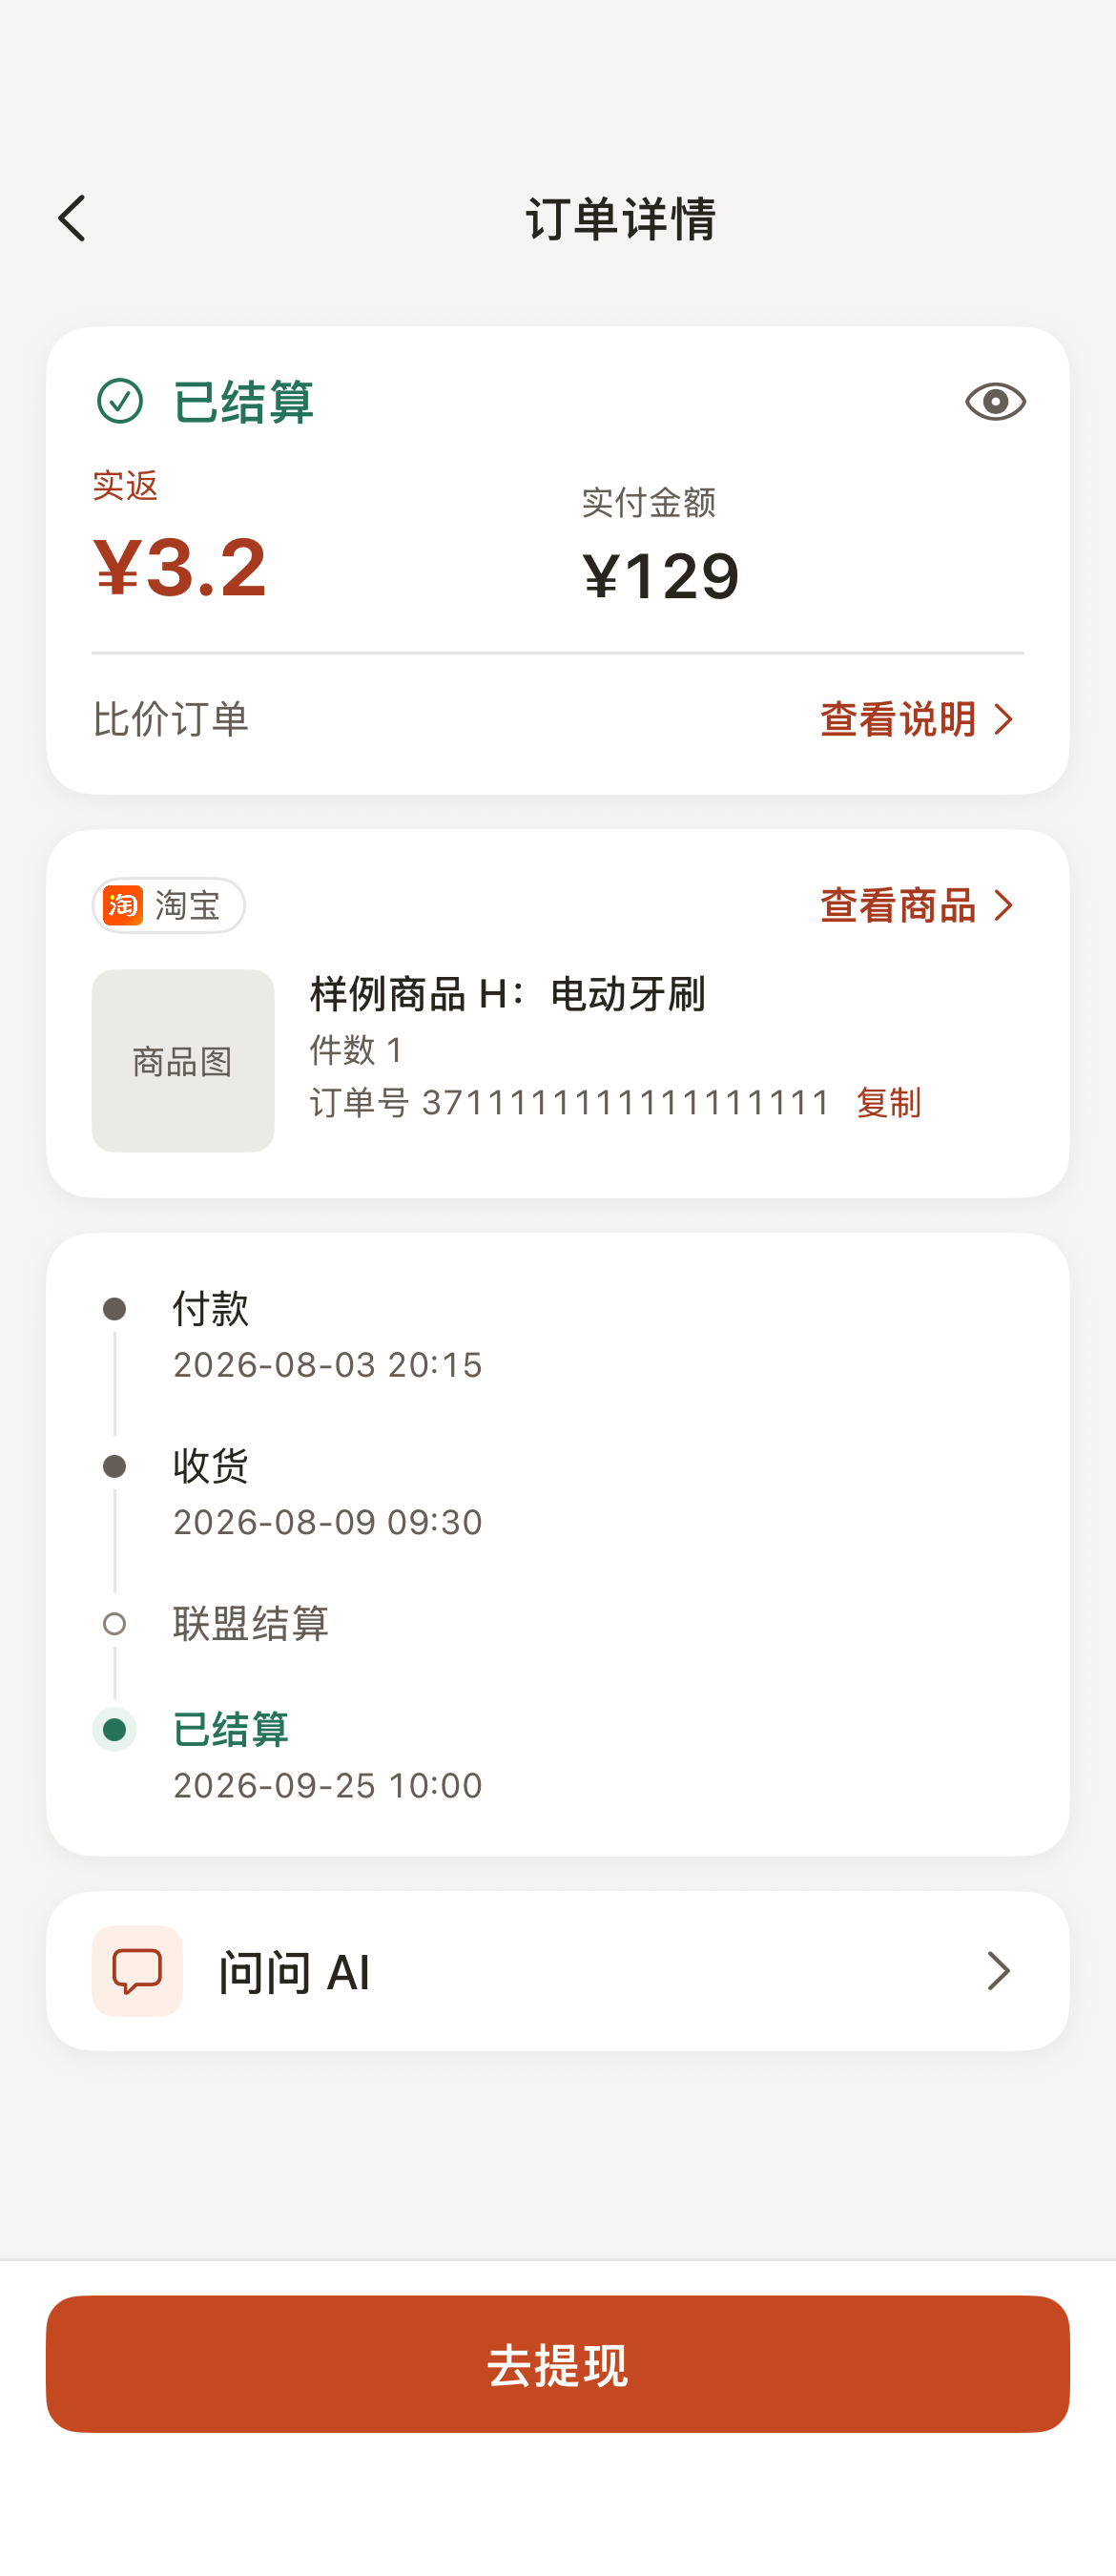 订单详情
已结算
实返
实付金额
¥3.2
¥129
比价订单
查看说明
淘 淘宝
查看商品
商品图
样例商品 H：电动牙刷
件数 1
订单号 3711111111111111111 复制
付款
2026-08-03 20:15
收货
2026-08-09 09:30
联盟结算
已结算
2026-09-25 10:00
问问 AI
去提现